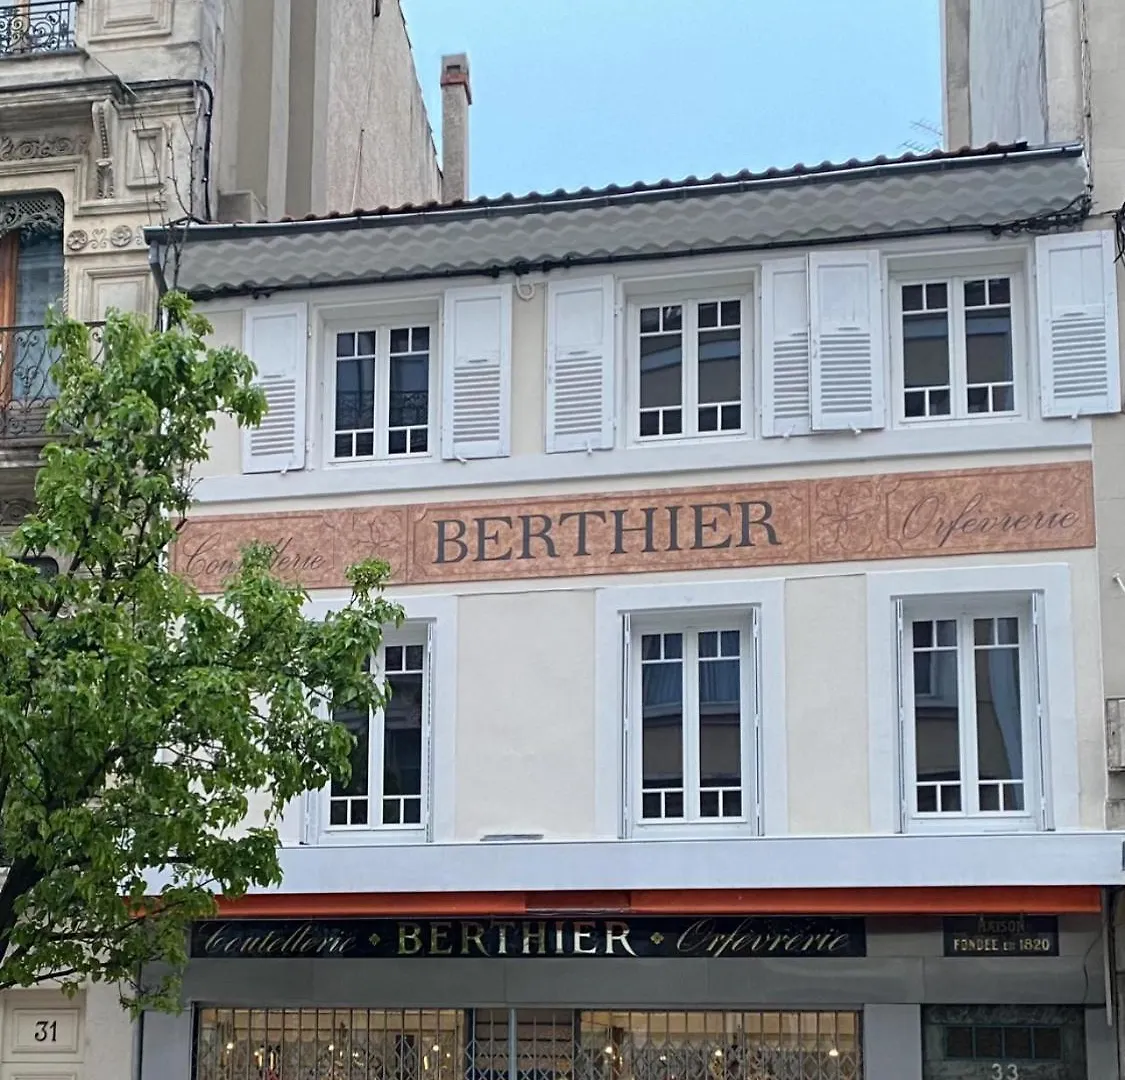 Coutellerie BERTHIER Orfèvrerie
Coutellerie BERTHIER Orfèvrerie
MAISON
FONDÉE EN 1820
31
33